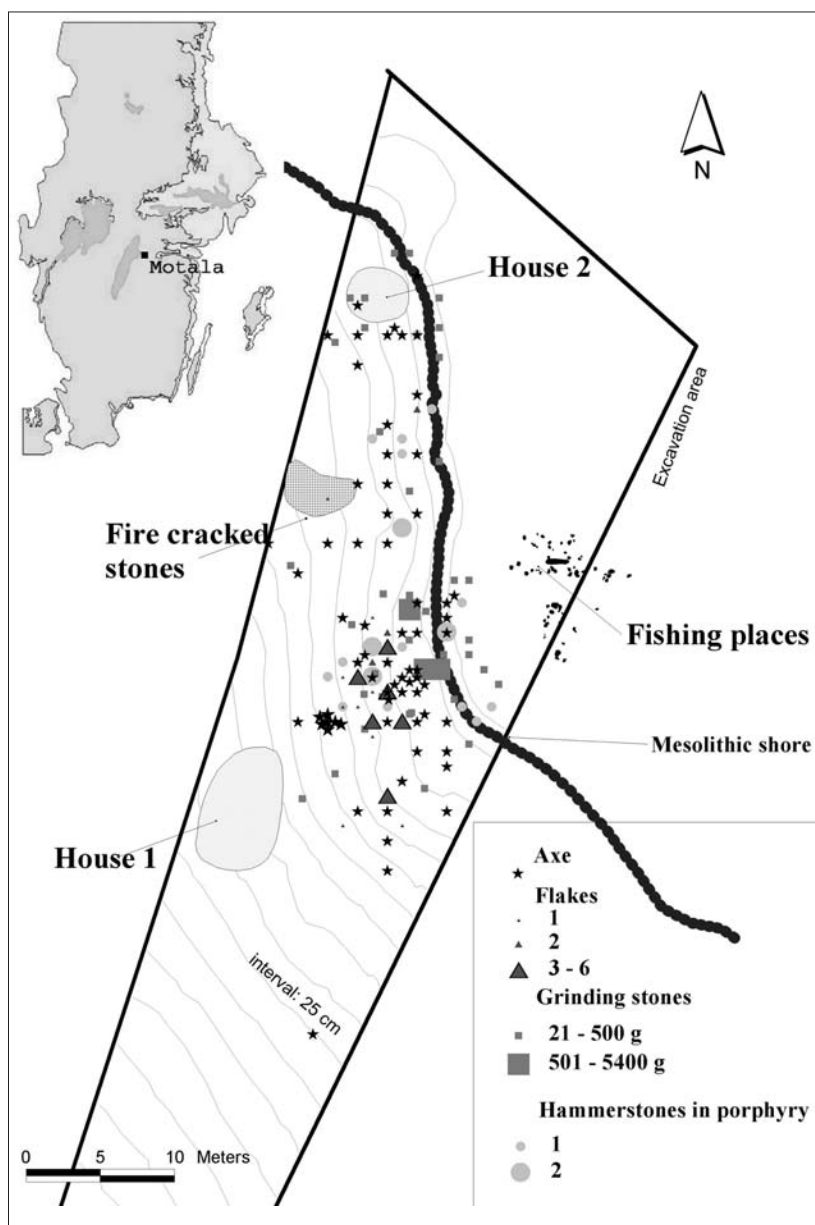 N
Motala
House 2
Excavation area
Fire cracked
stones
Fishing places
Mesolithic shore
House 1
interval: 25 cm
0 5 10 Meters
Axe
Flakes
1
2
3 - 6
Grinding stones
21 - 500 g
501 - 5400 g
Hammerstones in porphyry
1
2